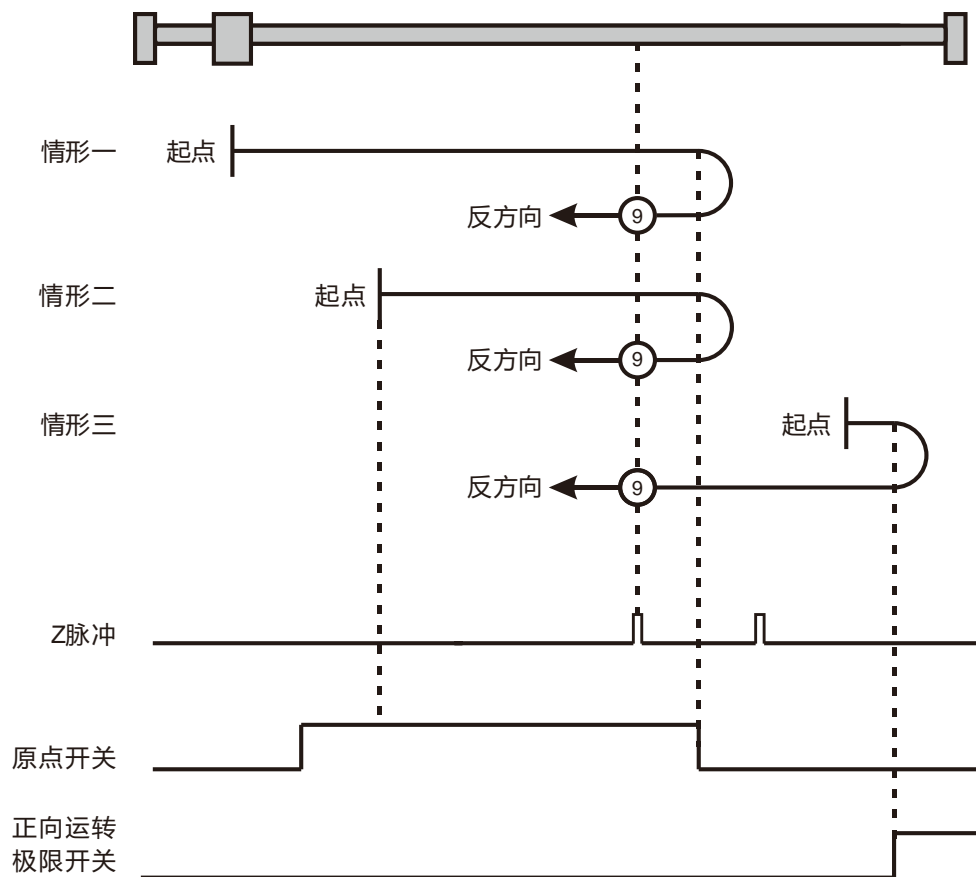 情形一 起点
反方向 9
情形二 起点
反方向 9
情形三 起点
反方向 9
Z脉冲
原点开关
正向运转
极限开关